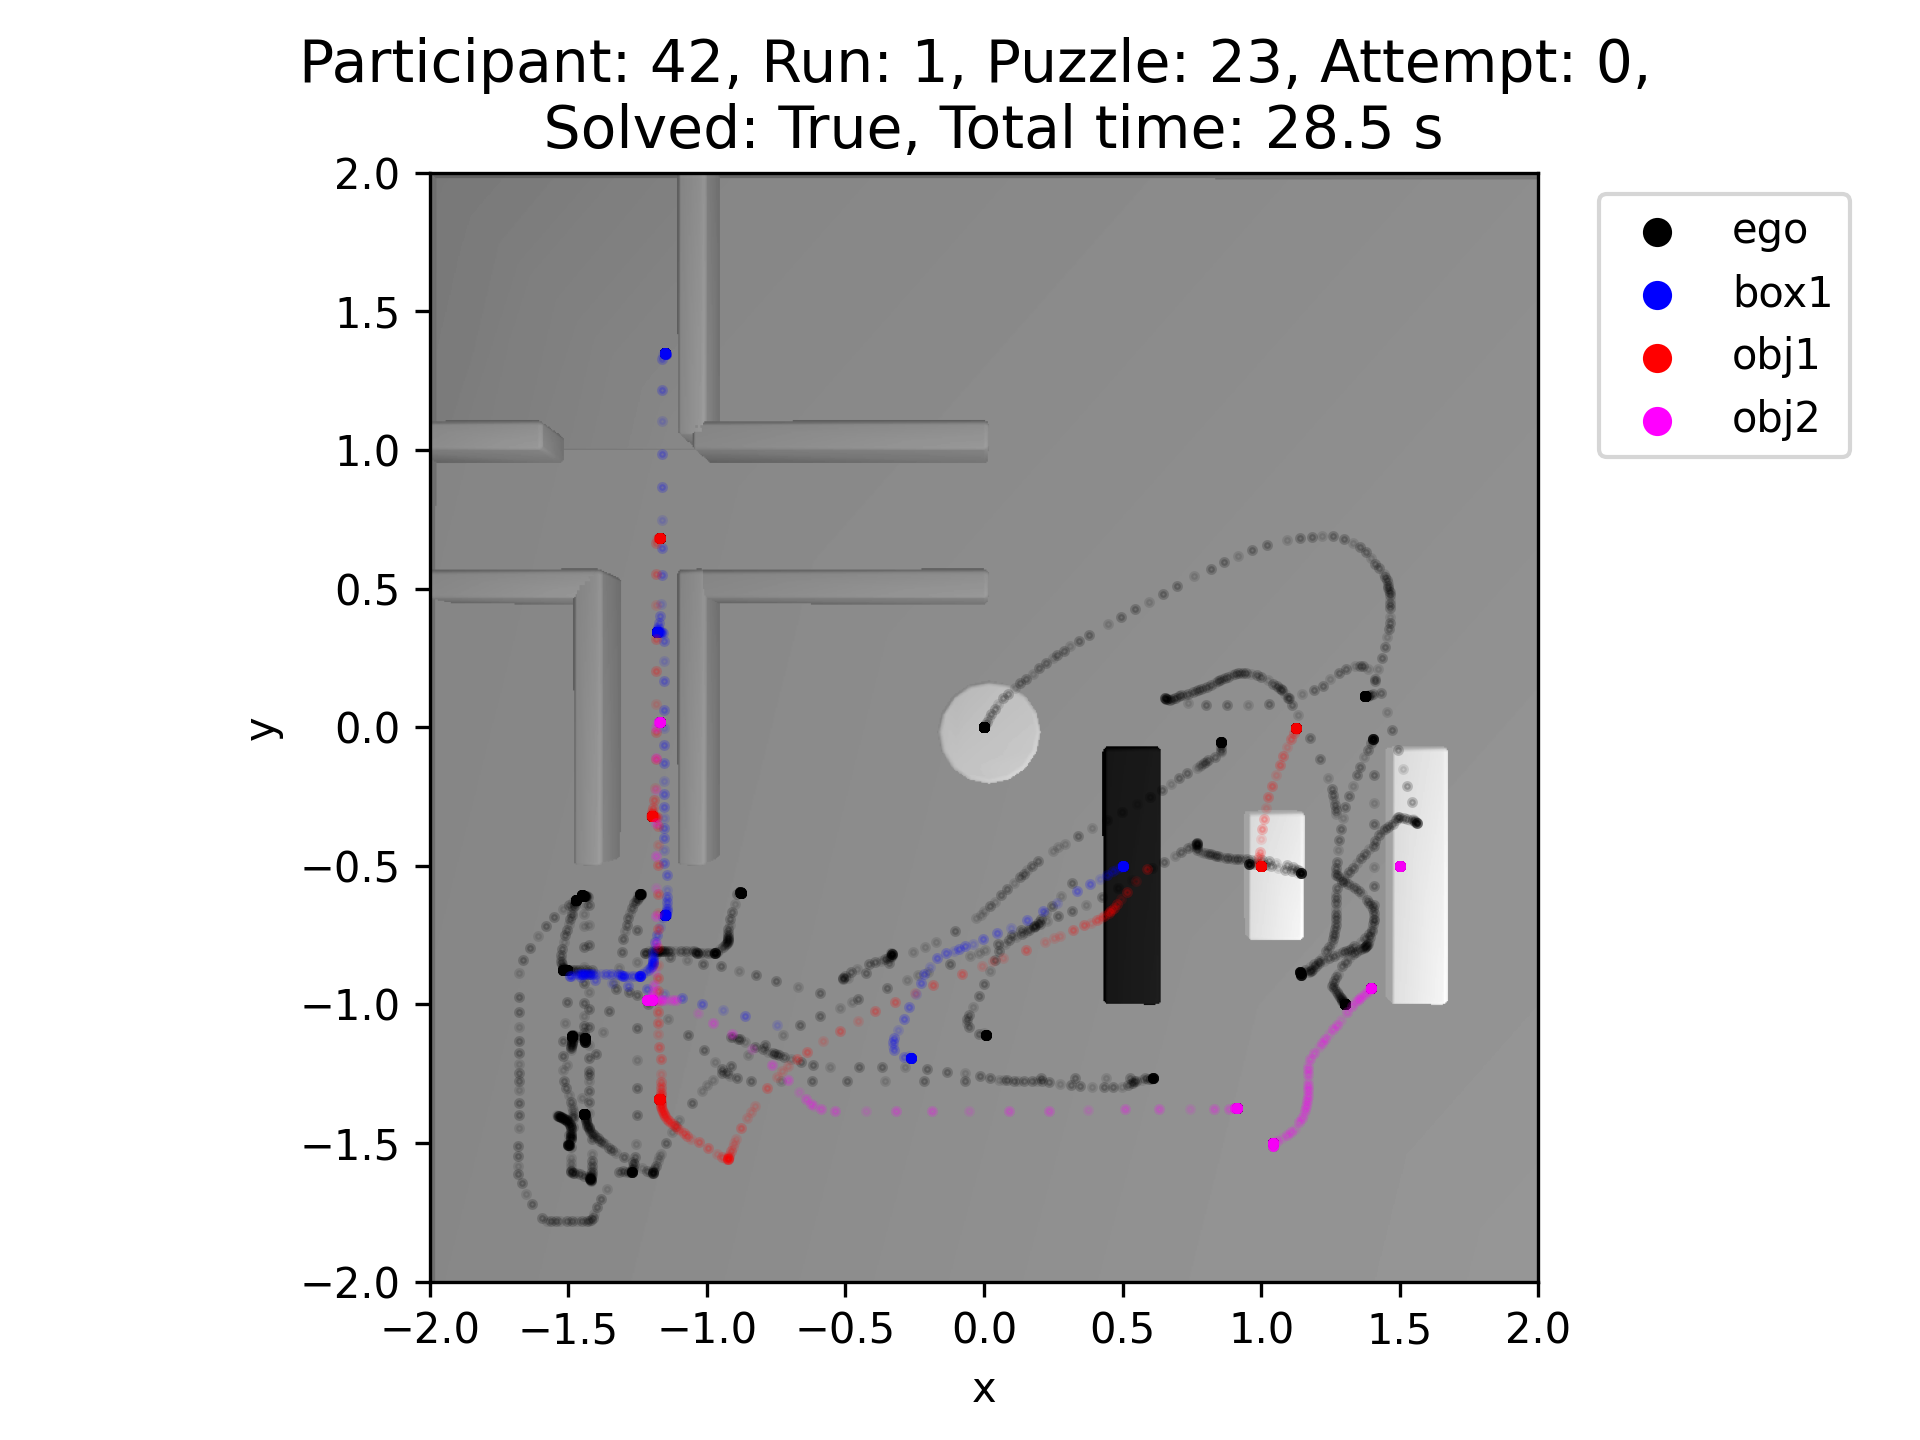 Participant: 42, Run: 1, Puzzle: 23, Attempt: 0,
Solved: True, Total time: 28.5 s
ego
box1
obj1
obj2
2.0
1.5
1.0
0.5
0.0
−0.5
−1.0
−1.5
−2.0
y
−2.0 −1.5 −1.0 −0.5 0.0 0.5 1.0 1.5 2.0
x